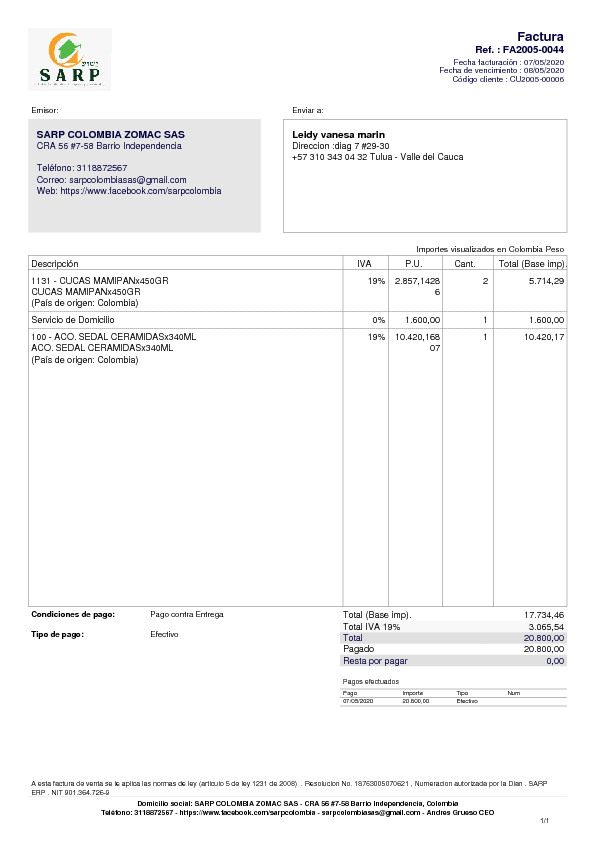 SARP
Factura
Ref. : FA2005-0044
Fecha facturación : 07/05/2020
Fecha de vencimiento : 08/05/2020
Código cliente : CU2005-00006
Emisor:
Enviar a:
SARP COLOMBIA ZOMAC SAS
CRA 56 #7-58 Barrio Independencia
Teléfono: 3118872567
Correo: sarpcolombiasas@gmail.com
Web: https://www.facebook.com/sarpcolombia
Leidy vanesa marin
Direccion :diag 7 #29-30
+57 310 343 04 32 Tulua - Valle del Cauca
Importes visualizados en Colombia Peso
Descripción IVA P.U. Cant. Total (Base imp).
1131 - CUCAS MAMIPANx450GR 19% 2.857,1428 2 5.714,29
CUCAS MAMIPANx450GR 6
(País de origen: Colombia)
Servicio de Domicilio 0% 1.600,00 1 1.600,00
100 - ACO. SEDAL CERAMIDASx340ML 19% 10.420,168 1 10.420,17
ACO. SEDAL CERAMIDASx340ML 07
(País de origen: Colombia)
Condiciones de pago: Pago contra Entrega
Tipo de pago: Efectivo
Total (Base imp). 17.734,46
Total IVA 19% 3.065,54
Total 20.800,00
Pagado 20.800,00
Resta por pagar 0,00
Pagos efectuados
Pago Importe Tipo Num
07/05/2020 20.800,00 Efectivo
A esta factura de venta se le aplica las normas de ley (articulo 5 de ley 1231 de 2008) . Resolucion No. 18763005070621 , Numeracion autorizada por la Dian . SARP
ERP . NIT 901.364.726-9
Domicilio social: SARP COLOMBIA ZOMAC SAS - CRA 56 #7-58 Barrio Independencia, Colombia
Teléfono: 3118872567 - https://www.facebook.com/sarpcolombia - sarpcolombiasas@gmail.com - Andres Grueso CEO
1/1